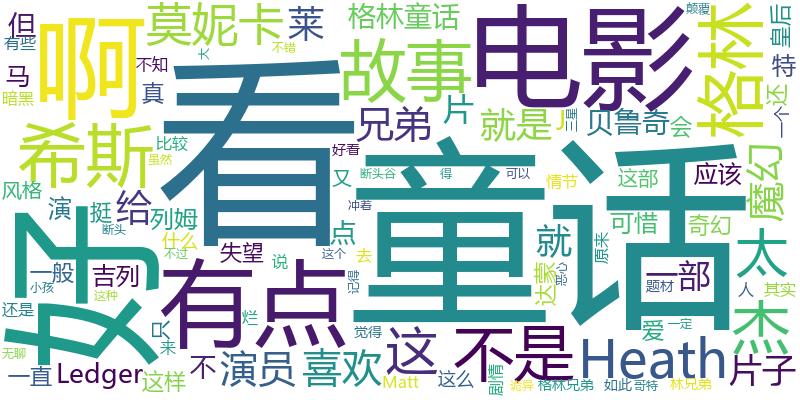 但
有些
莫妮卡
莱
格林童话
电影
颠覆
皇后
马
不知
大
不错
啊
故事
格林
特
暗黑
真
片
J
三星
还
一个
看
兄弟
就是
贝鲁奇
会
希斯
比较
虽然
好看
断头谷
得
可以
童话
这部
应该
魔幻
风格
演
挺
给
列姆
又
冲着
情节
可惜
奇幻
断头
什么
点
就
原来
太
好
不过
失望
说
这个
去
达蒙
恶心
一般
吉列
有点
记得
题材
一部
人
其实
还是
小孩
这种
只
烂
这
不是
爱
一定
杰
无聊
来
不
演员
喜欢
觉得
Heath
片子
一直
Ledger
这样
Matt
这么
剧情
诡异
格林兄弟
如此
哥特
林兄弟